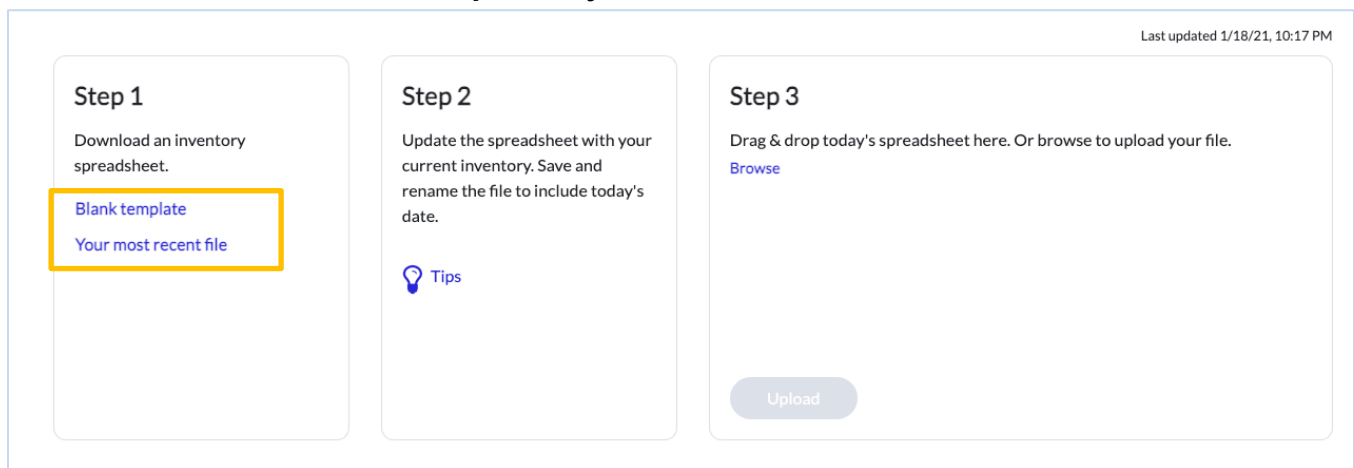 Last updated 1/18/21, 10:17 PM
Step 1
Download an inventory
spreadsheet.
Blank template
Your most recent file
Step 2
Update the spreadsheet with your
current inventory. Save and
rename the file to include today's
date.
Tips
Step 3
Drag & drop today's spreadsheet here. Or browse to upload your file.
Browse
Upload